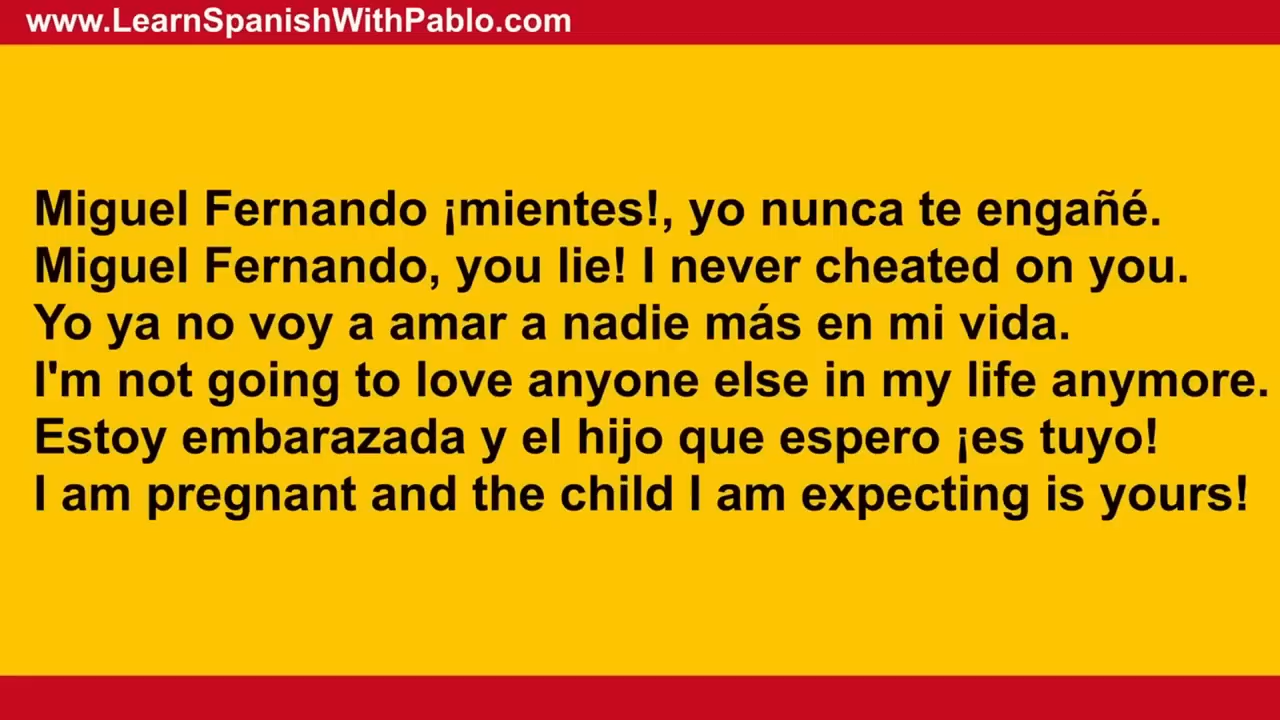 www.LearnSpanishWithPablo.com
Miguel Fernando ¡mientes!, yo nunca te engañé.
Miguel Fernando, you lie! I never cheated on you.
Yo ya no voy a amar a nadie más en mi vida.
I'm not going to love anyone else in my life anymore.
Estoy embarazada y el hijo que espero ¡es tuyo!
I am pregnant and the child I am expecting is yours!